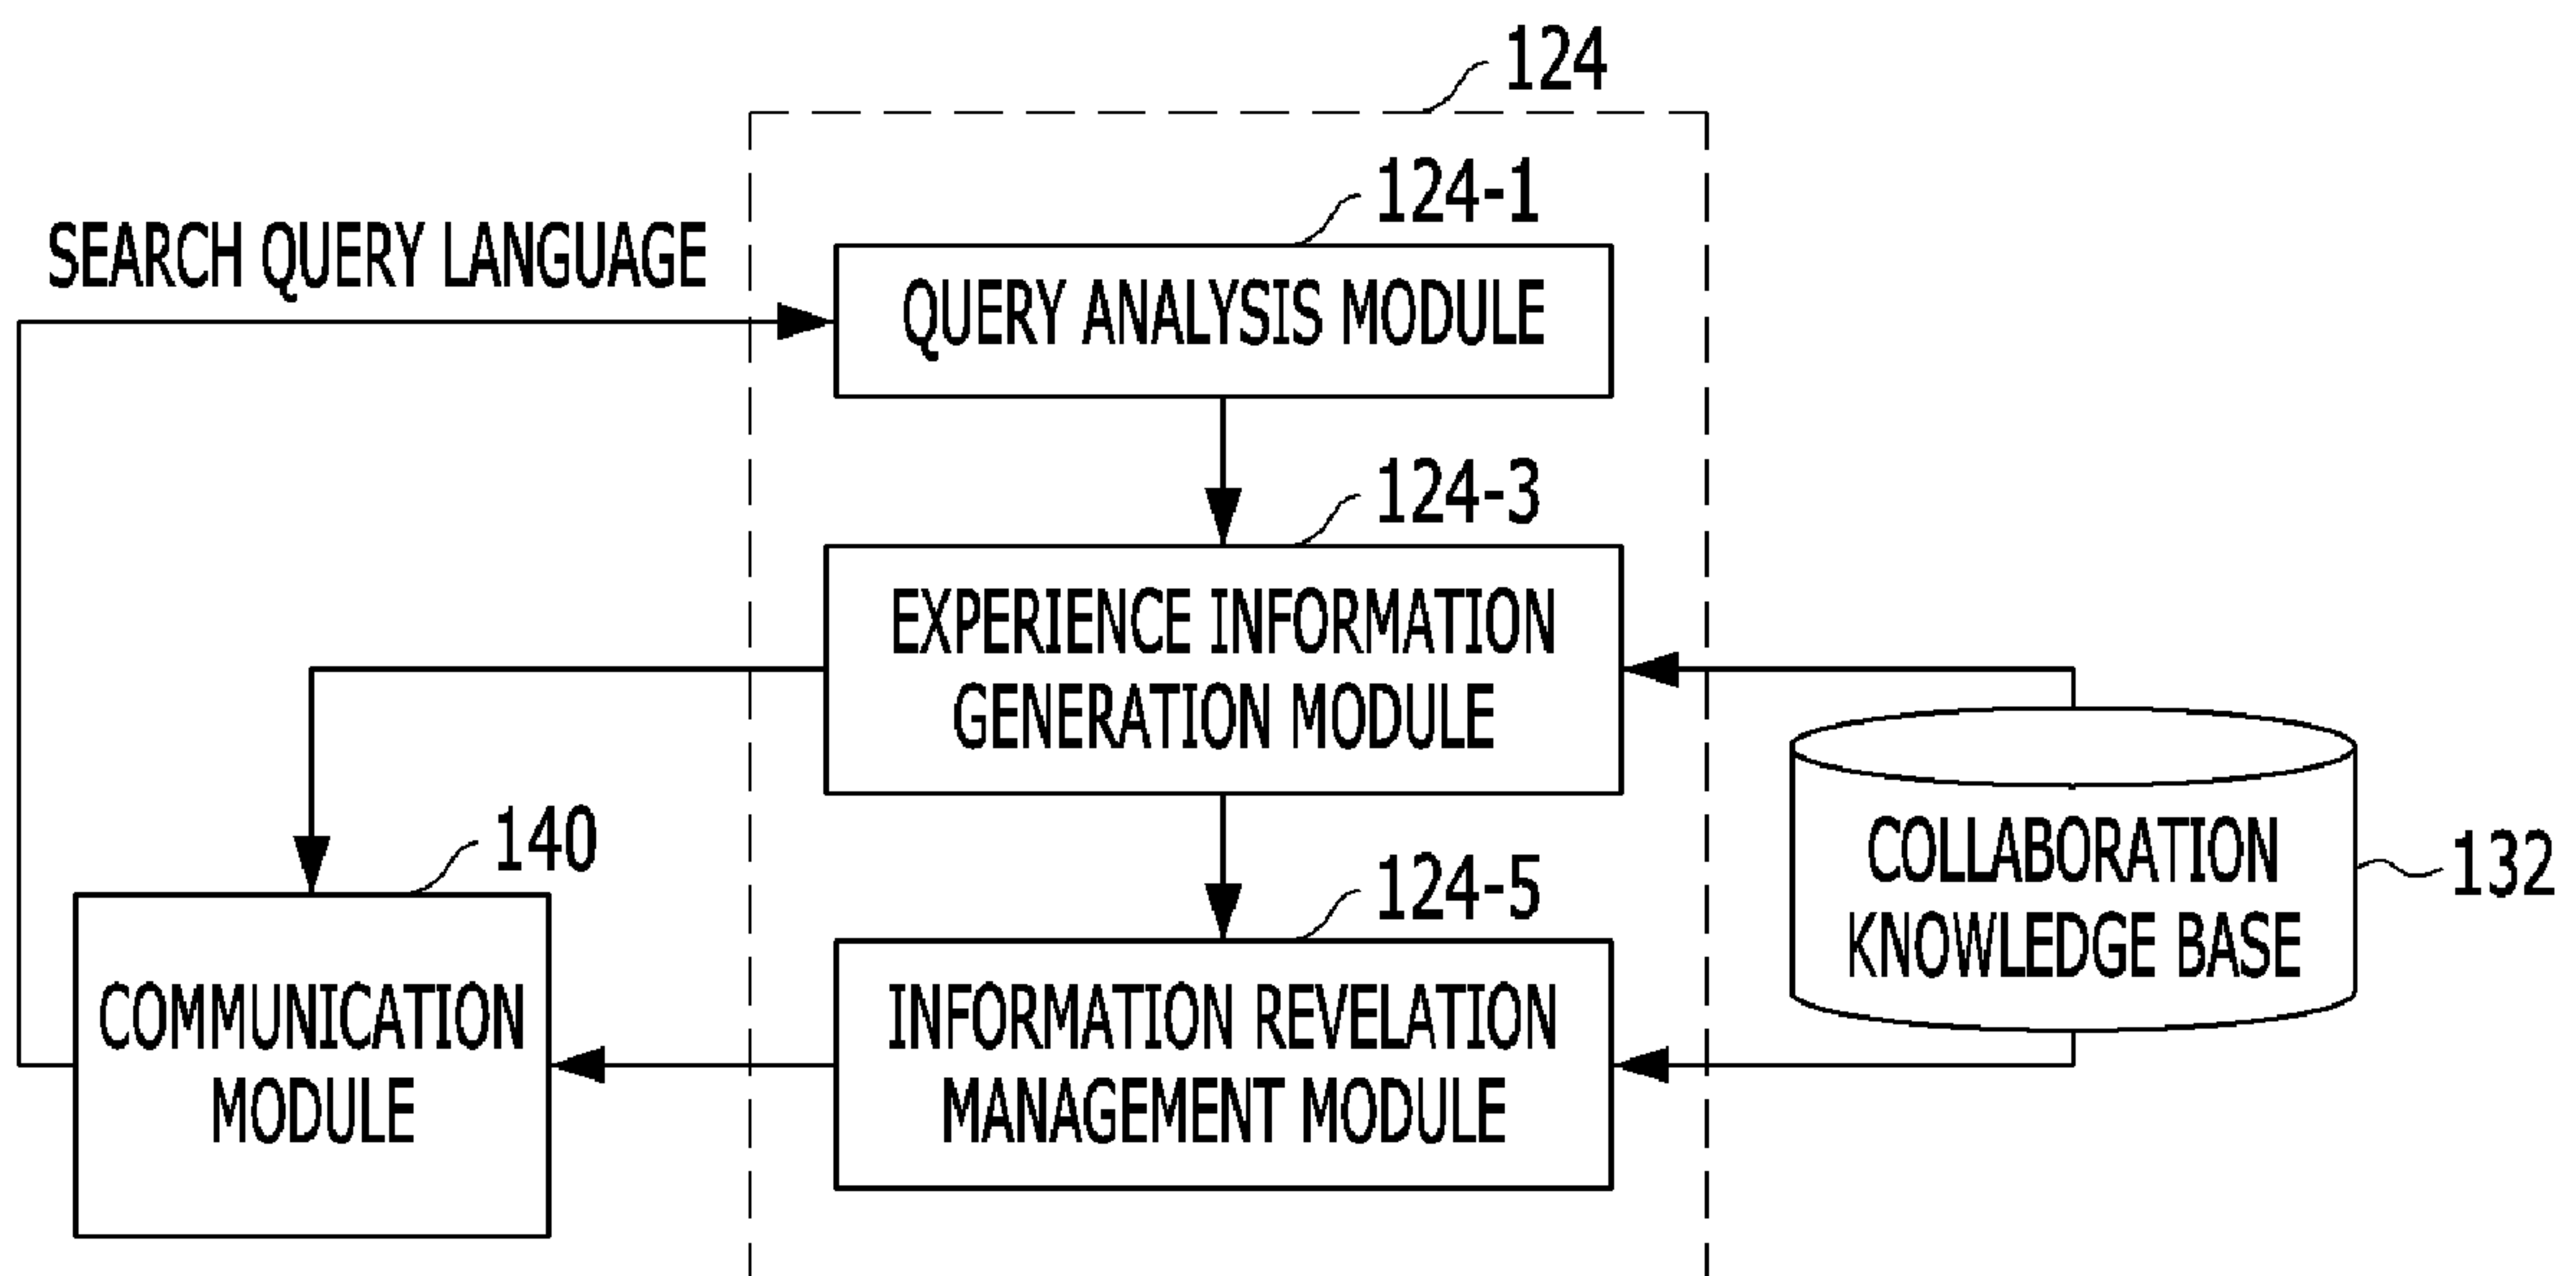 124
124-1
SEARCH QUERY LANGUAGE
QUERY ANALYSIS MODULE
124-3
EXPERIENCE INFORMATION
GENERATION MODULE
140
124-5
COLLABORATION
KNOWLEDGE BASE
132
COMMUNICATION
MODULE
INFORMATION REVELATION
MANAGEMENT MODULE